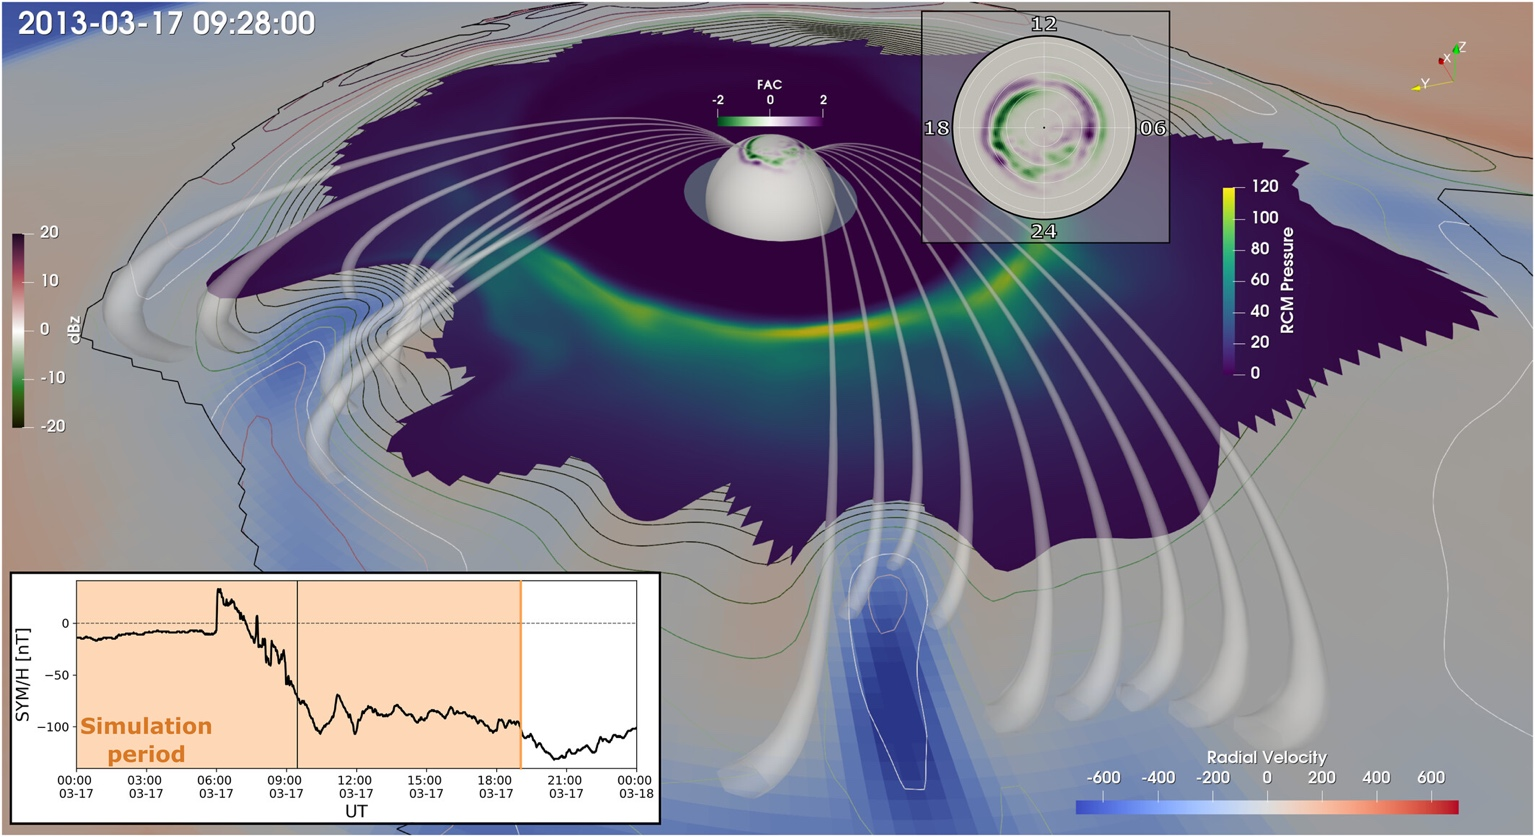 2013-03-17 09:28:00
12
18
06
24
FAC
-2 0 2
Z
X
Y
20
10
0
-10
-20
dBz
120
100
80
60
40
20
0
RCM Pressure
SYM/H [nT]
0
−50
−100
Simulation
period
00:00 03:00 06:00 09:00 12:00 15:00 18:00 21:00 00:00
03-17 03-17 03-17 03-17 03-17 03-17 03-17 03-17 03-18
UT
Radial Velocity
-600 -400 -200 0 200 400 600